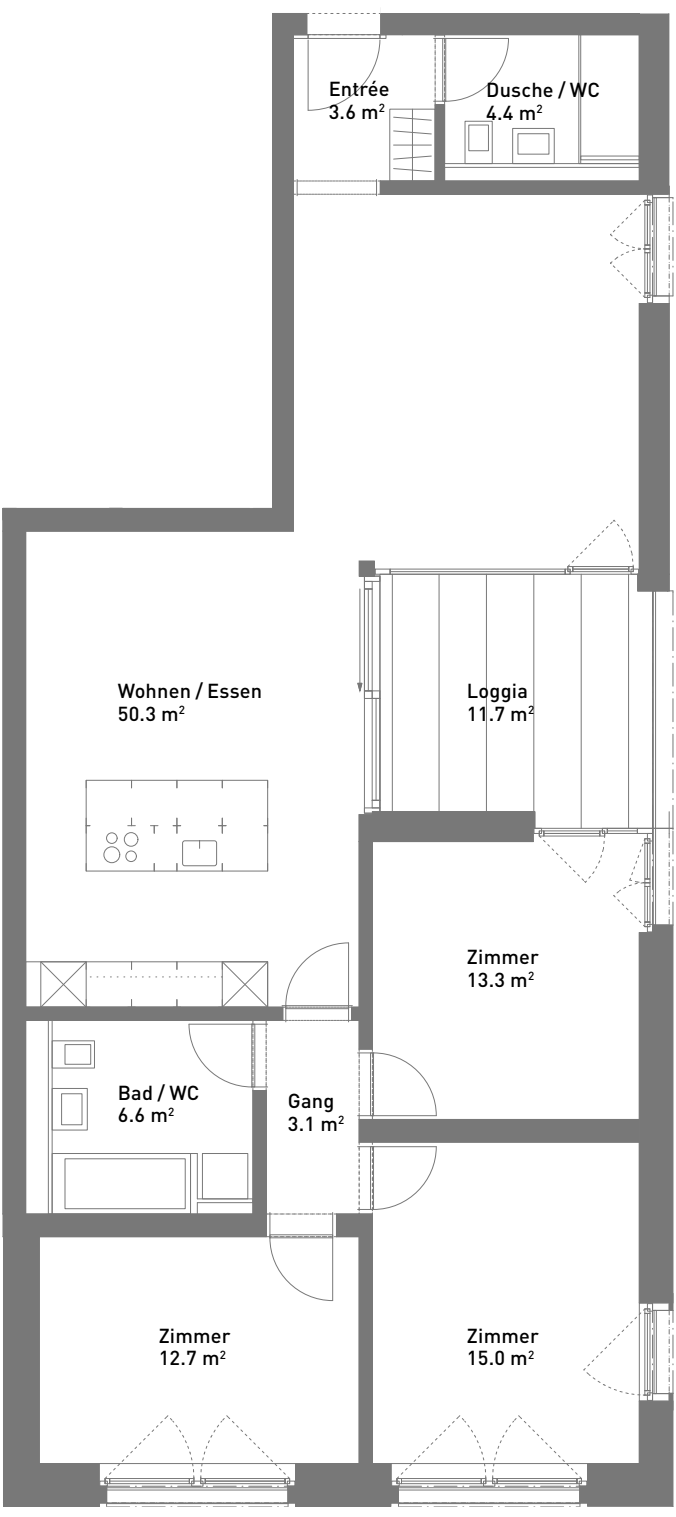 Entrée
3.6 m²
Dusche / WC
4.4 m²
Wohnen / Essen
50.3 m²
Loggia
11.7 m²
Zimmer
13.3 m²
Bad / WC
6.6 m²
Gang
3.1 m²
Zimmer
12.7 m²
Zimmer
15.0 m²